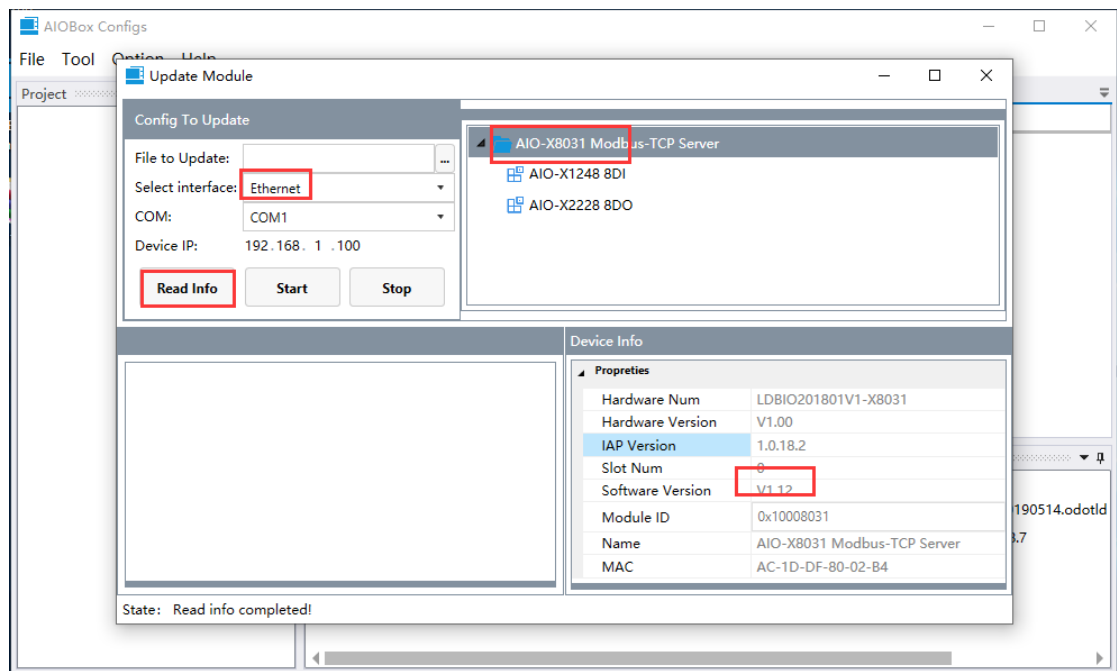 AIOBox Configs
File Tool Option Help
Project
Update Module
Config To Update
File to Update: ...
Select interface: Ethernet
COM: COM1
Device IP: 192.168. 1 .100
Read Info Start Stop
AIO-X8031 Modbus-TCP Server
AIO-X1248 8DI
AIO-X2228 8DO
Device Info
Propreties
Hardware Num LDBIO201801V1-X8031
Hardware Version V1.00
IAP Version 1.0.18.2
Slot Num 0
Software Version V1.12
Module ID 0x10008031
Name AIO-X8031 Modbus-TCP Server
MAC AC-1D-DF-80-02-B4
State: Read info completed!
190514.odotld
3.7